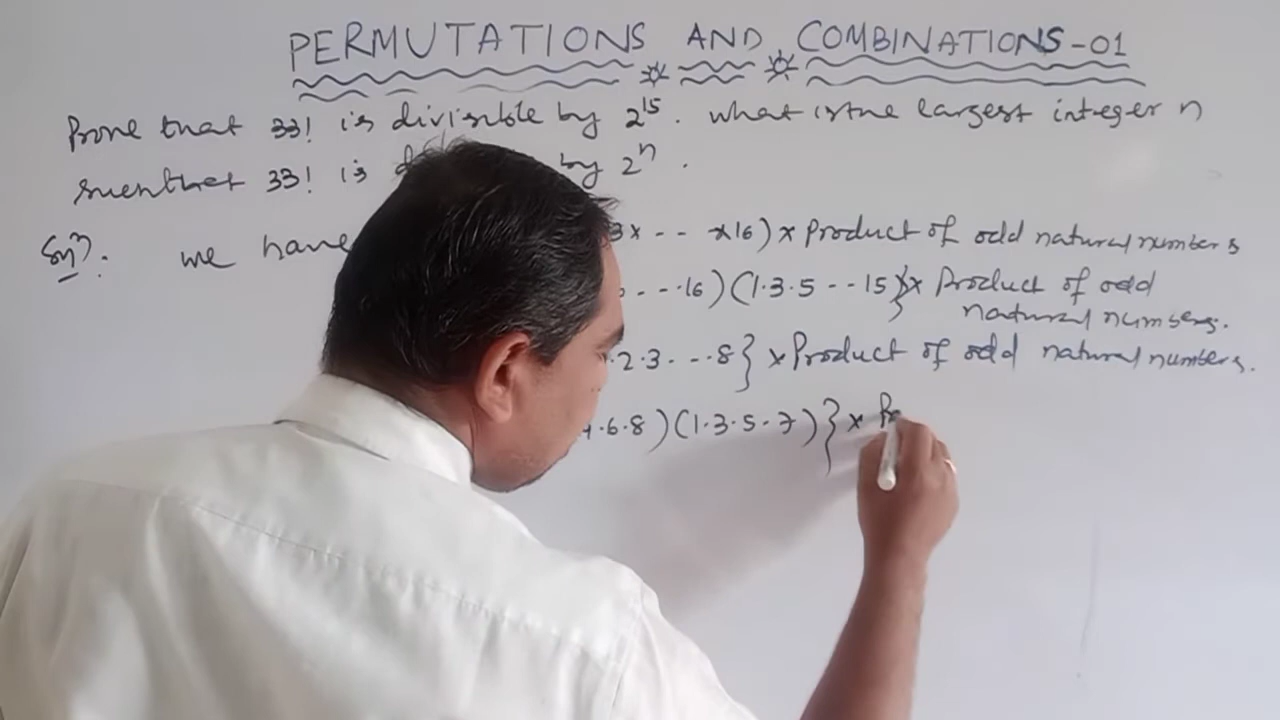 PERMUTATIONS AND COMBINATIONS-01
Prove that 33! is divisible by 2^15. what is the largest integer n
such that 33! is by 2^n.
Sol^n: we have 3x -- x16) x product of odd natural numbers
--.16) (1.3.5--15} x Product of odd
natural numbers.
.2.3...8} x Product of odd natural numbers.
.6.8) (1.3.5.7)} x